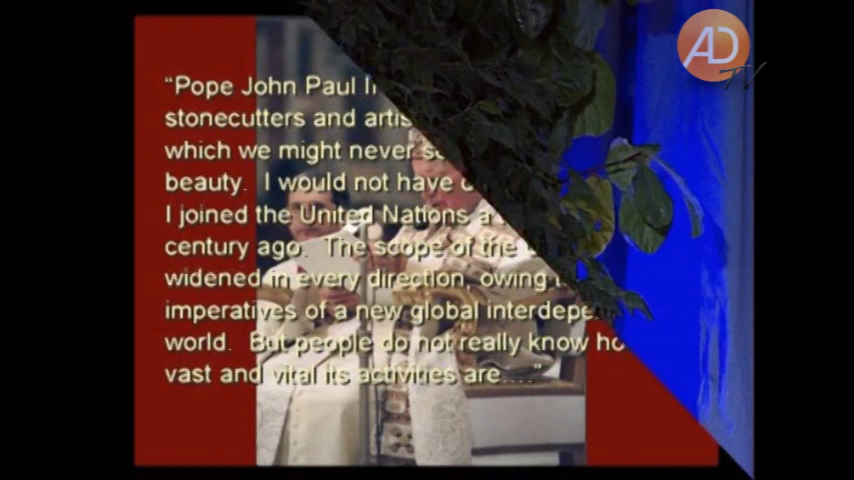 AD
TV
“Pope John Paul II
stonecutters and artis
which we might never se
beauty. I would not have
I joined the United Nations a
century ago. The scope of the
widened in every direction, owing
imperatives of a new global interdepe
world. But people do not really know ho
vast and vital its activities are....”